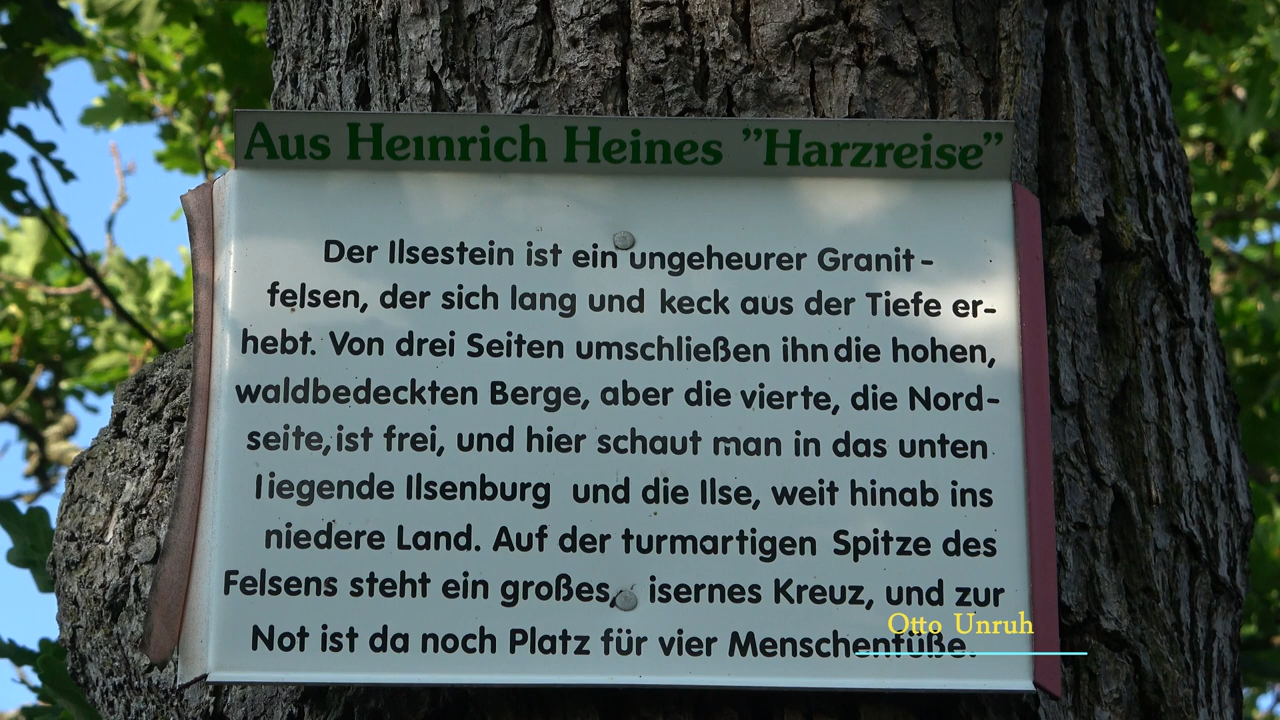 Aus Heinrich Heines "Harzreise"
Der Ilsestein ist ein ungeheurer Granit-
felsen, der sich lang und keck aus der Tiefe er-
hebt. Von drei Seiten umschließen ihn die hohen,
waldbedeckten Berge, aber die vierte, die Nord-
seite, ist frei, und hier schaut man in das unten
liegende Ilsenburg und die Ilse, weit hinab ins
niedere Land. Auf der turmartigen Spitze des
Felsens steht ein großes, isernes Kreuz, und zur
Not ist da noch Platz für vier Menschenfüße.
Otto Unruh